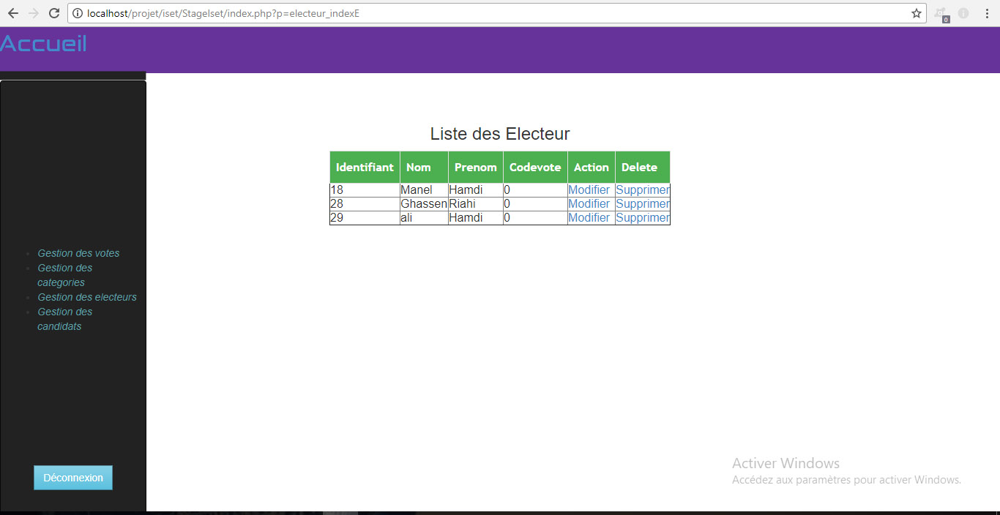 localhost/projet/iset/StageIset/index.php?p=electeur_indexE
0
Accueil
Liste des Electeur
Identifiant Nom Prenom Codevote Action Delete
18 Manel Hamdi 0 Modifier Supprimer
28 Ghassen Riahi 0 Modifier Supprimer
29 ali Hamdi 0 Modifier Supprimer
Gestion des votes
Gestion des
categories
Gestion des electeurs
Gestion des
candidats
Déconnexion
Activer Windows
Accédez aux paramètres pour activer Windows.